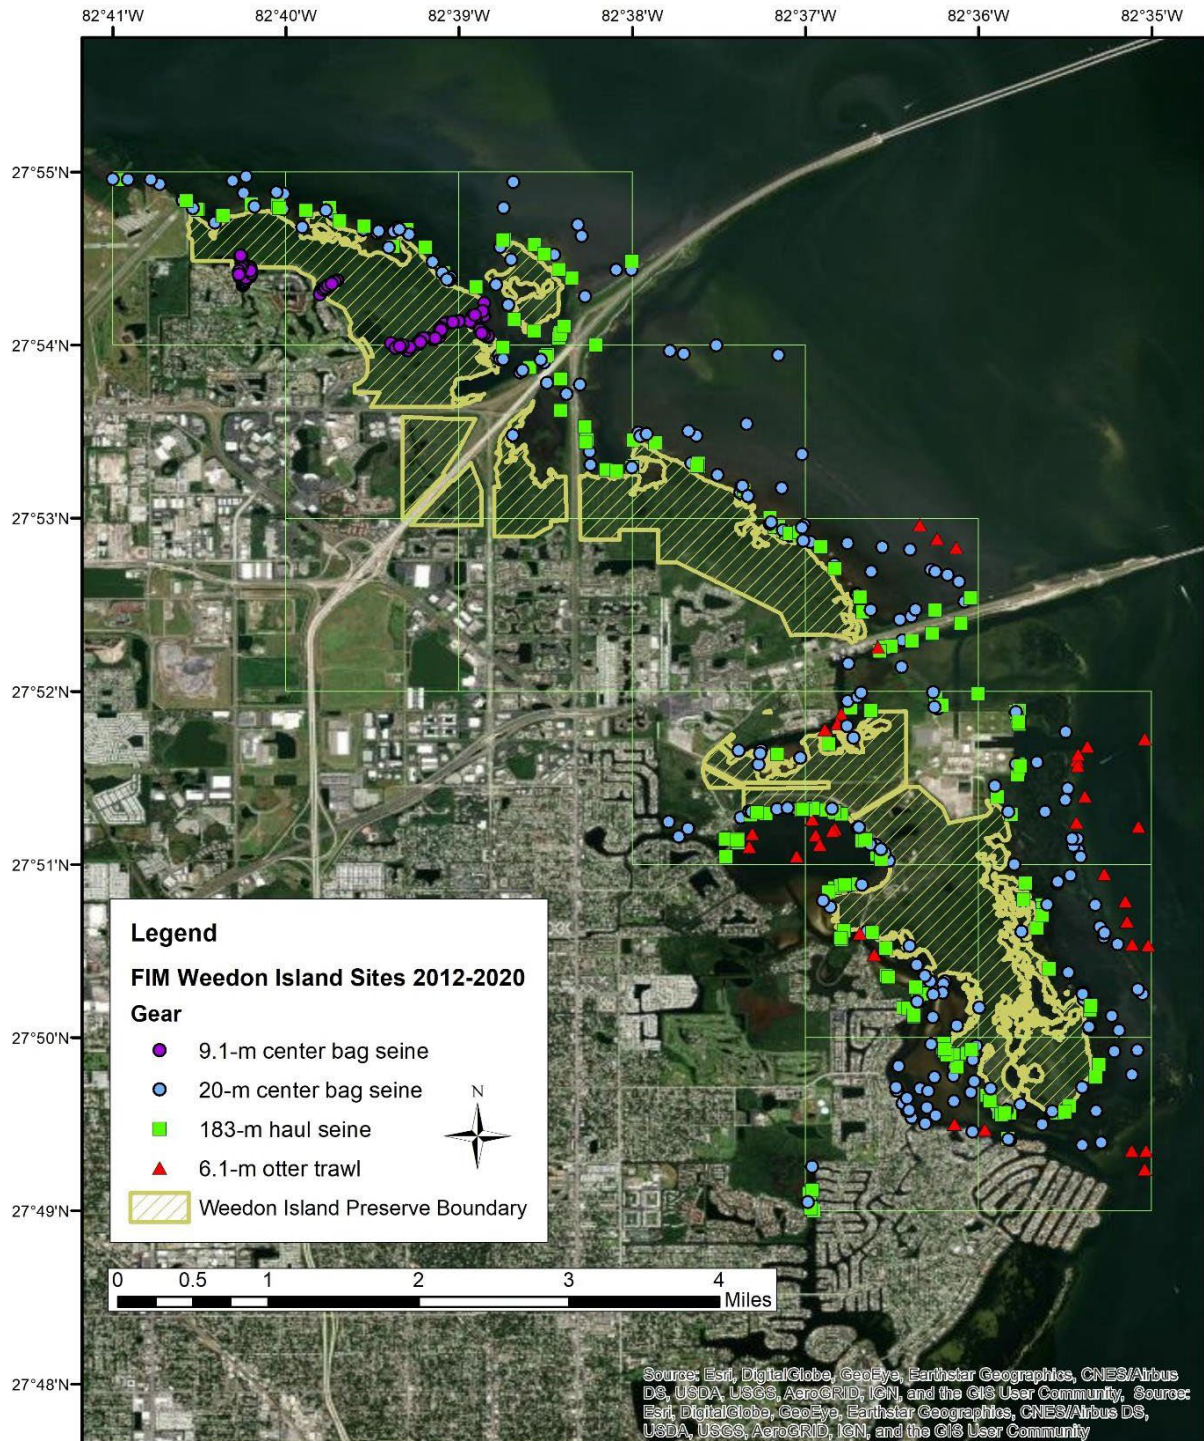 82°41'W 82°40'W 82°39'W 82°38'W 82°37'W 82°36'W 82°35'W
27°55'N
27°54'N
27°53'N
27°52'N
27°51'N
27°50'N
27°49'N
27°48'N
Legend
FIM Weedon Island Sites 2012-2020
Gear
9.1-m center bag seine
20-m center bag seine
183-m haul seine
6.1-m otter trawl
Weedon Island Preserve Boundary
N
0 0.5 1 2 3 4
Miles
Source: Esri, DigitalGlobe, GeoEye, Earthstar Geographics, CNES/Airbus
DS, USDA, USGS, AeroGRID, IGN, and the GIS User Community, Source:
Esri, DigitalGlobe, GeoEye, Earthstar Geographics, CNES/Airbus DS,
USDA, USGS, AeroGRID, IGN, and the GIS User Community